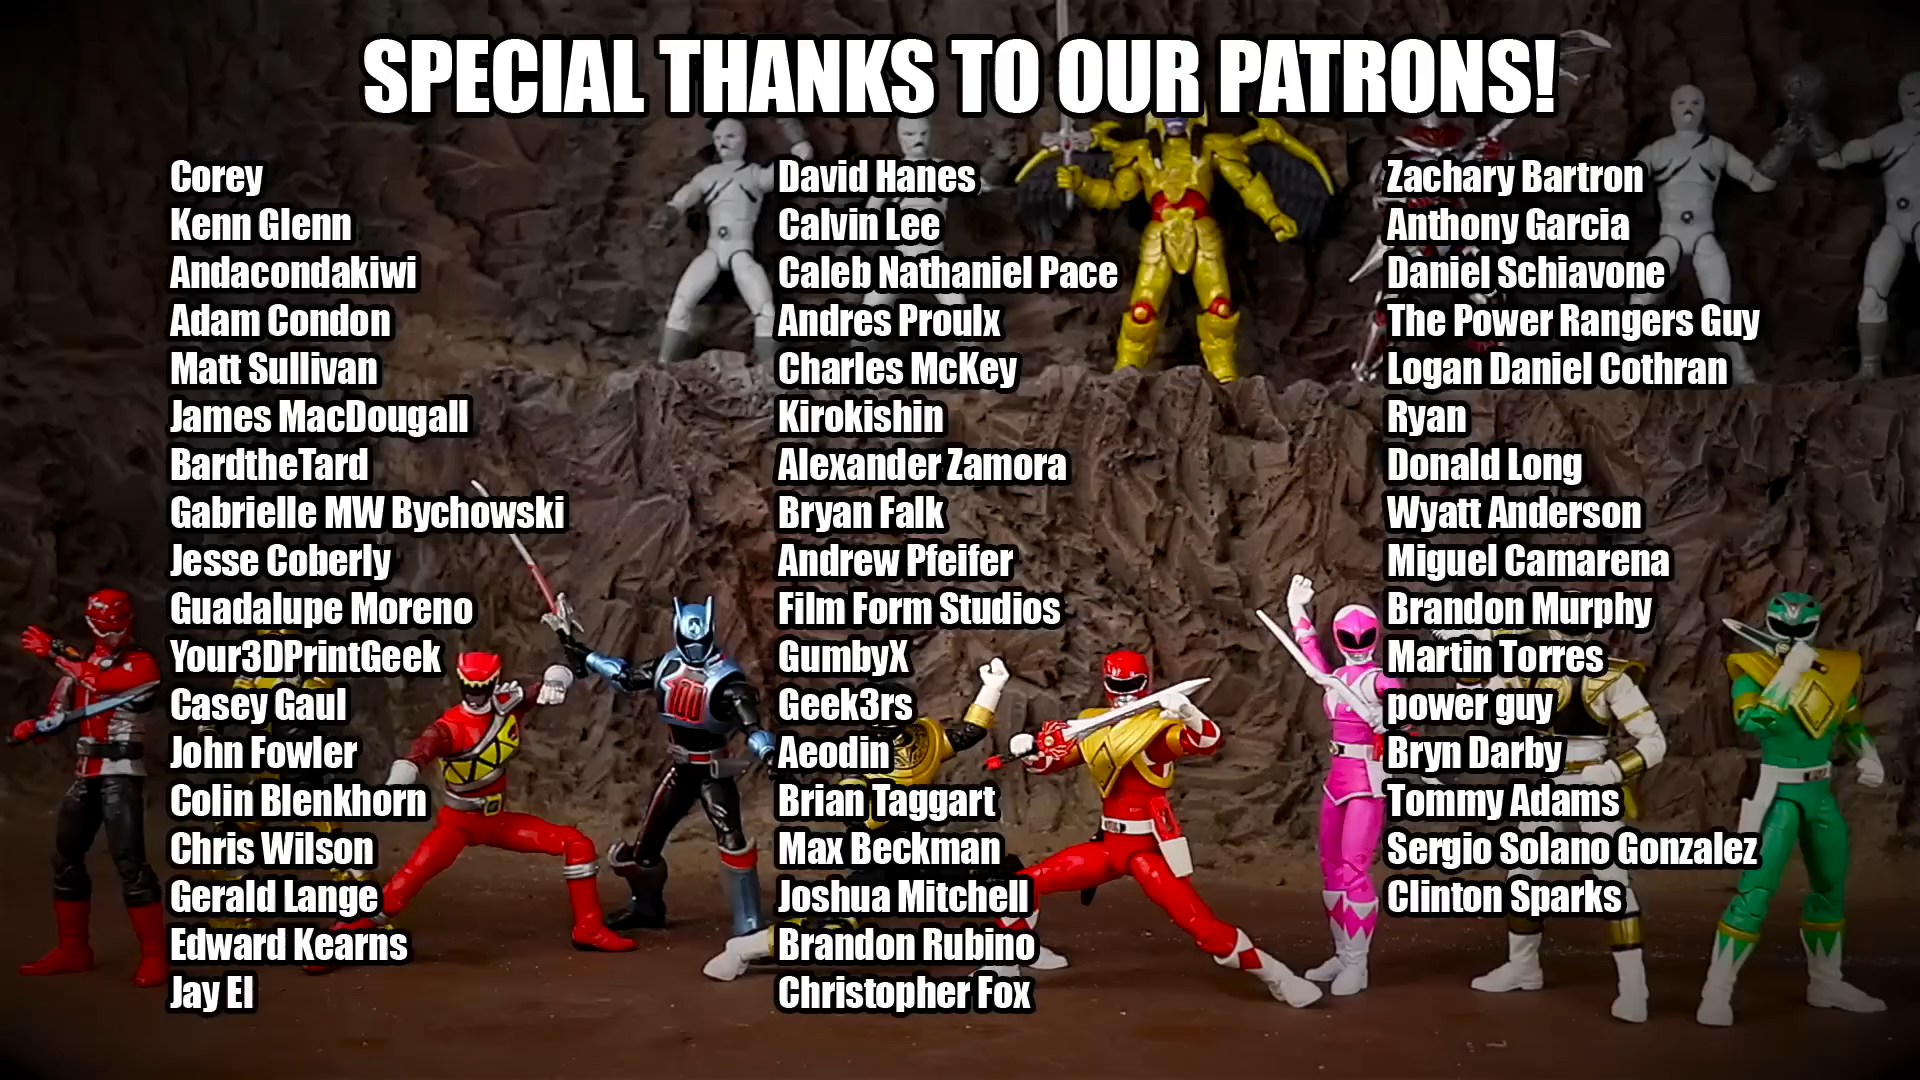 SPECIAL THANKS TO OUR PATRONS!
Corey
Kenn Glenn
Andacondakiwi
Adam Condon
Matt Sullivan
James MacDougall
BardtheTard
Gabrielle MW Bychowski
Jesse Coberly
Guadalupe Moreno
Your3DPrintGeek
Casey Gaul
John Fowler
Colin Blenkhorn
Chris Wilson
Gerald Lange
Edward Kearns
Jay El
David Hanes
Calvin Lee
Caleb Nathaniel Pace
Andres Proulx
Charles McKey
Kirokishin
Alexander Zamora
Bryan Falk
Andrew Pfeifer
Film Form Studios
GumbyX
Geek3rs
Aeodin
Brian Taggart
Max Beckman
Joshua Mitchell
Brandon Rubino
Christopher Fox
Zachary Bartron
Anthony Garcia
Daniel Schiavone
The Power Rangers Guy
Logan Daniel Cothran
Ryan
Donald Long
Wyatt Anderson
Miguel Camarena
Brandon Murphy
Martin Torres
power guy
Bryn Darby
Tommy Adams
Sergio Solano Gonzalez
Clinton Sparks
100